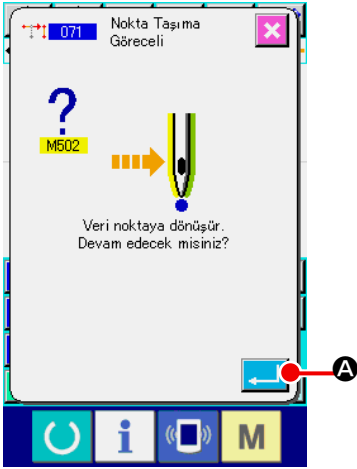 071
Nokta Taşıma
Göreceli
?
M502
Veri noktaya dönüşür.
Devam edecek misiniz?
A
i
M